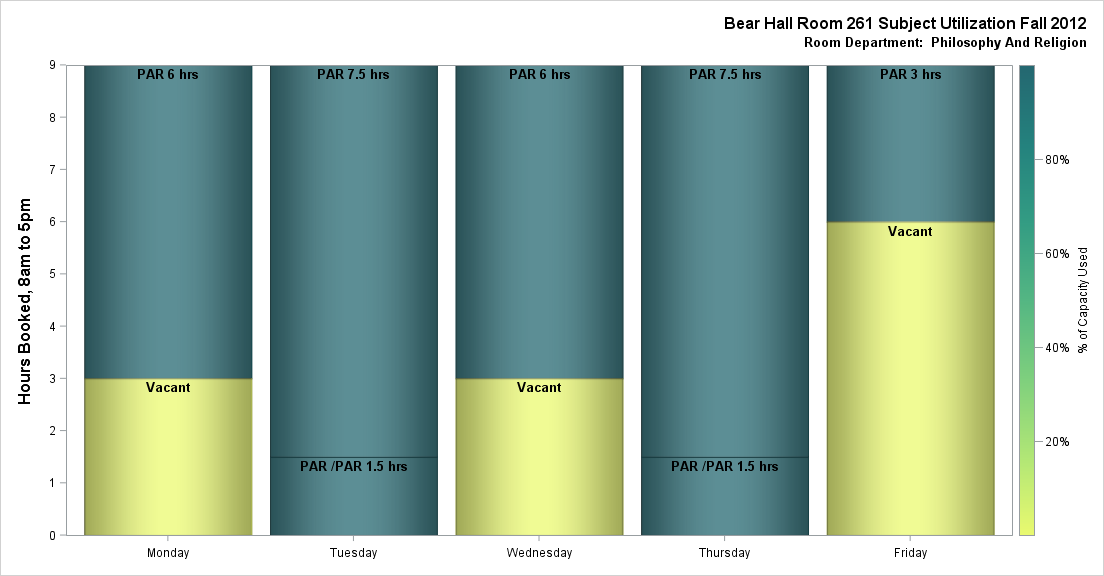 Bear Hall Room 261 Subject Utilization Fall 2012
Room Department:  Philosophy And Religion
Hours Booked, 8am to 5pm
9
8
7
6
5
4
3
2
1
0
PAR 6 hrs
Vacant
PAR 7.5 hrs
PAR /PAR 1.5 hrs
PAR 6 hrs
Vacant
PAR 7.5 hrs
PAR /PAR 1.5 hrs
PAR 3 hrs
Vacant
Monday
Tuesday
Wednesday
Thursday
Friday
80%
60%
40%
20%
% of Capacity Used